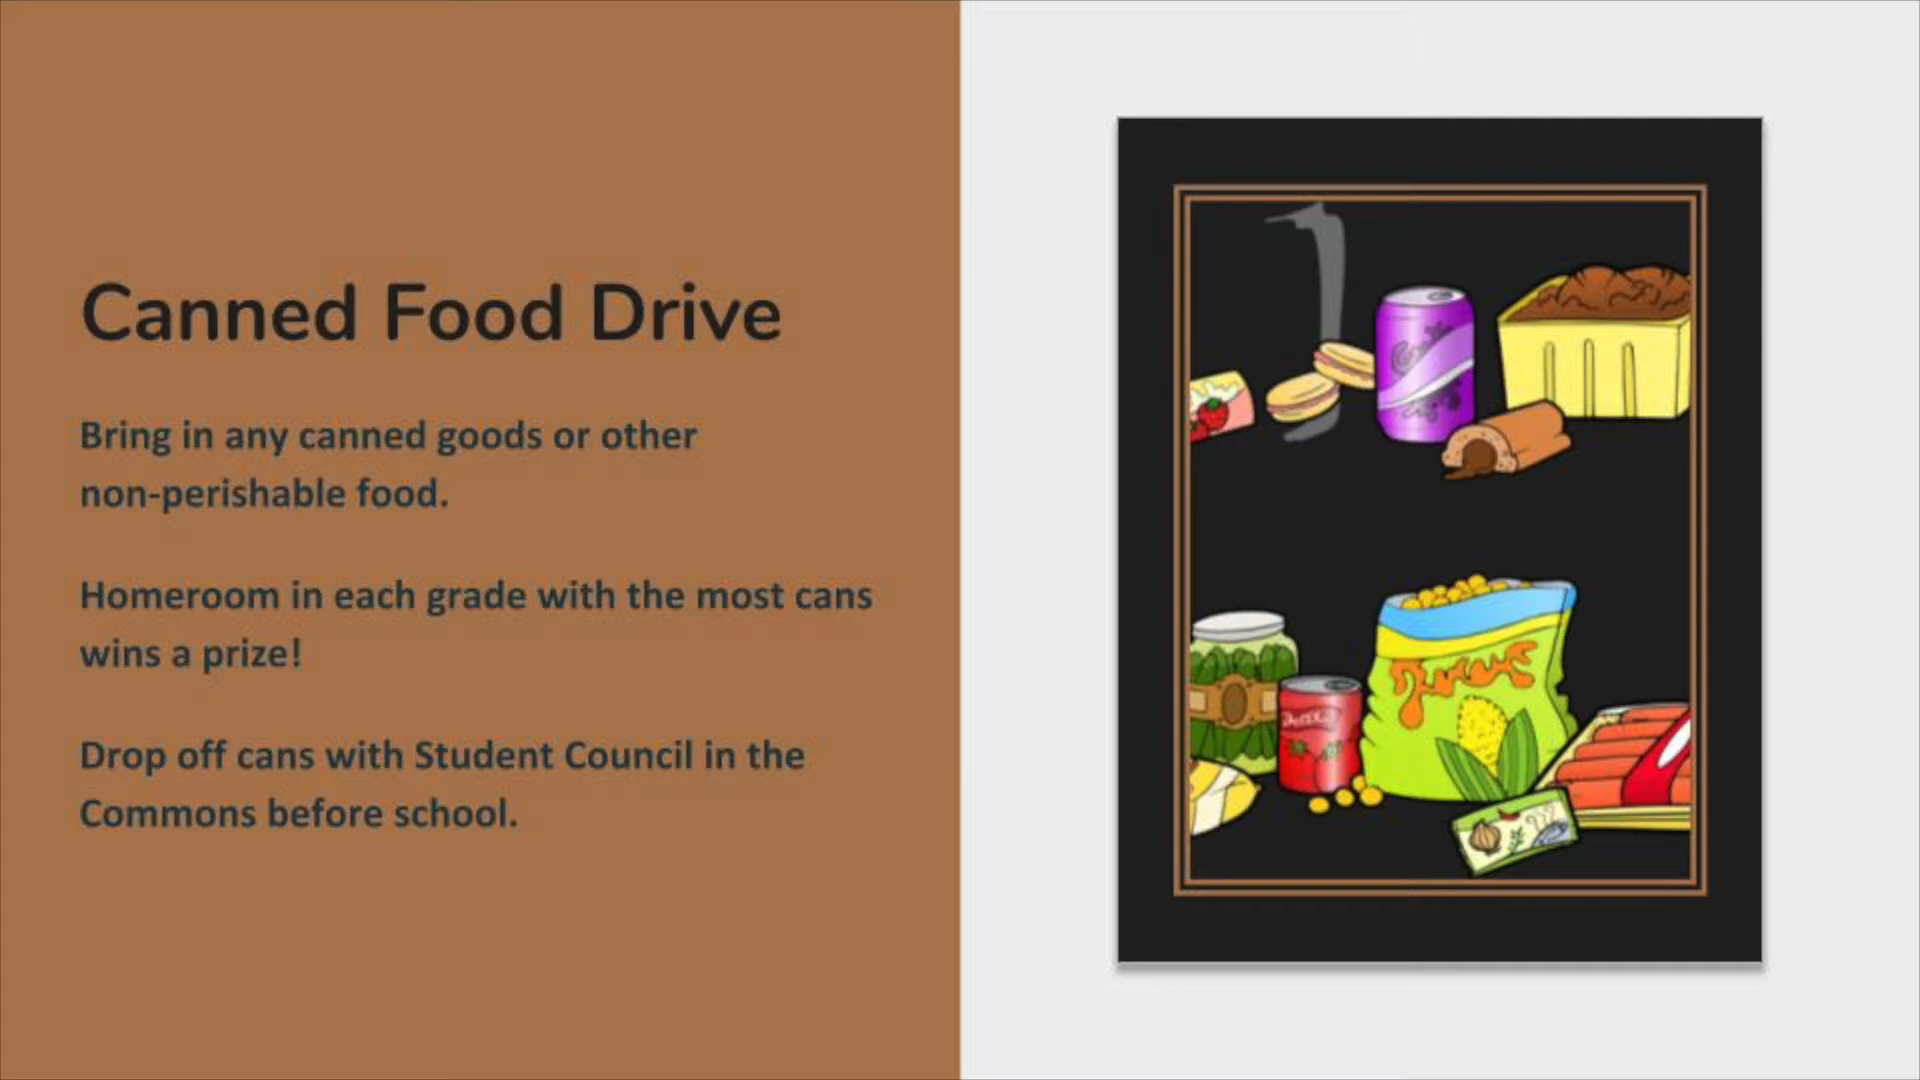 Canned Food Drive
Bring in any canned goods or other
non-perishable food.
Homeroom in each grade with the most cans
wins a prize!
Drop off cans with Student Council in the
Commons before school.